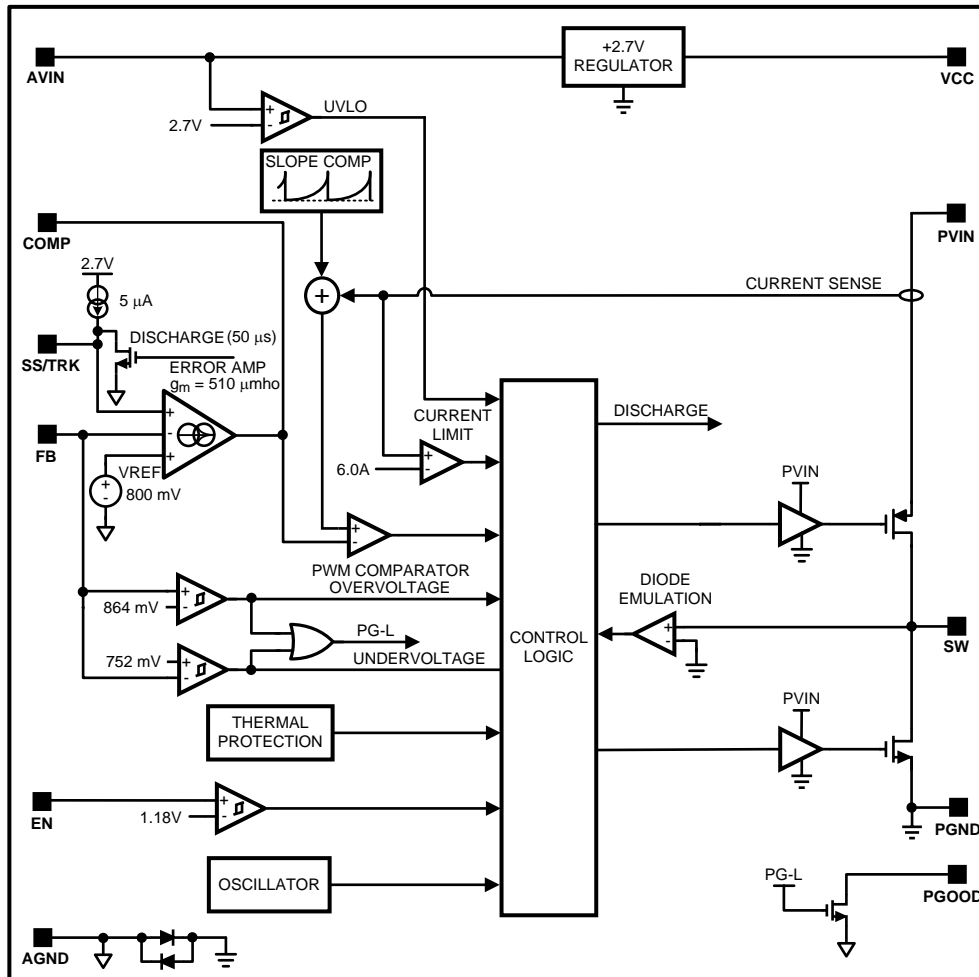 AVIN
+2.7V
REGULATOR
VCC
UVLO
+
-
2.7V
SLOPE COMP
COMP
PVIN
2.7V
5 μA
+
CURRENT SENSE
DISCHARGE (50 μs)
SS/TRK
ERROR AMP
gm = 510 μmho
CURRENT
LIMIT
DISCHARGE
+
-
+
FB
+
-
6.0A
VREF
+
-
800 mV
PVIN
+
-
PWM COMPARATOR
OVERVOLTAGE
DIODE
EMULATION
+
-
864 mV
+
-
PG-L
CONTROL
LOGIC
SW
752 mV
+
-
UNDERVOLTAGE
THERMAL
PROTECTION
PVIN
EN
+
-
1.18V
PGND
OSCILLATOR
PG-L
PGOOD
AGND